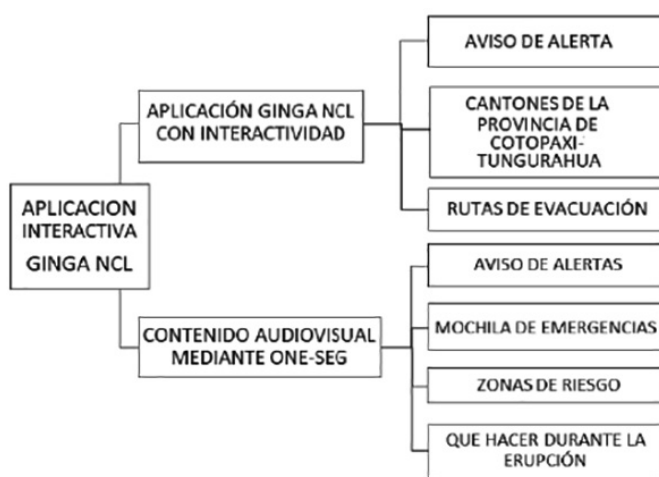 APLICACION
INTERACTIVA
GINGA NCL
APLICACIÓN GINGA NCL
CON INTERACTIVIDAD
AVISO DE ALERTA
CANTONES DE LA
PROVINCIA DE
COTOPAXI-
TUNGURAHUA
RUTAS DE EVACUACIÓN
CONTENIDO AUDIOVISUAL
MEDIANTE ONE-SEG
AVISO DE ALERTAS
MOCHILA DE EMERGENCIAS
ZONAS DE RIESGO
QUE HACER DURANTE LA
ERUPCIÓN